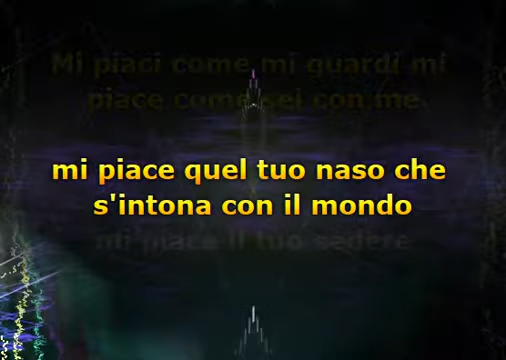 Mi piaci come mi guardi mi
piace come sei con me
mi piace quel tuo naso che
s'intona con il mondo
mi piace il tuo sedere